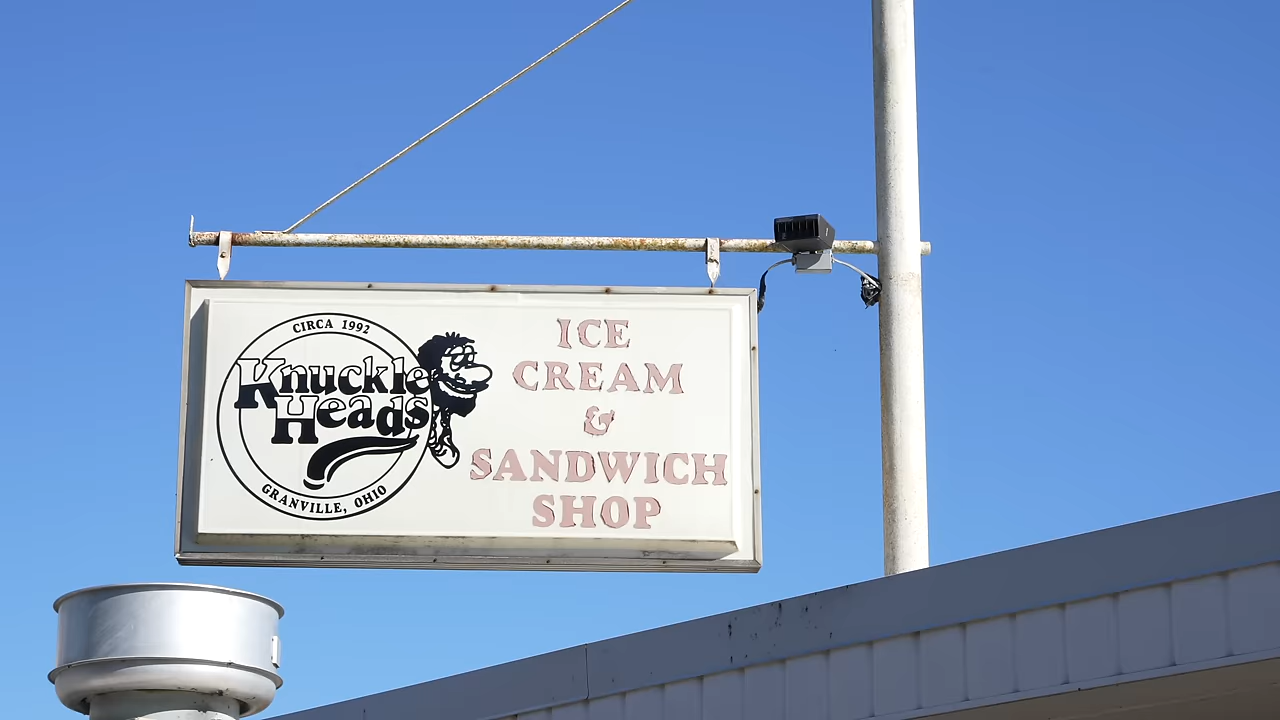 CIRCA 1992
Knuckle
Heads
GRANVILLE, OHIO
ICE
CREAM
&
SANDWICH
SHOP